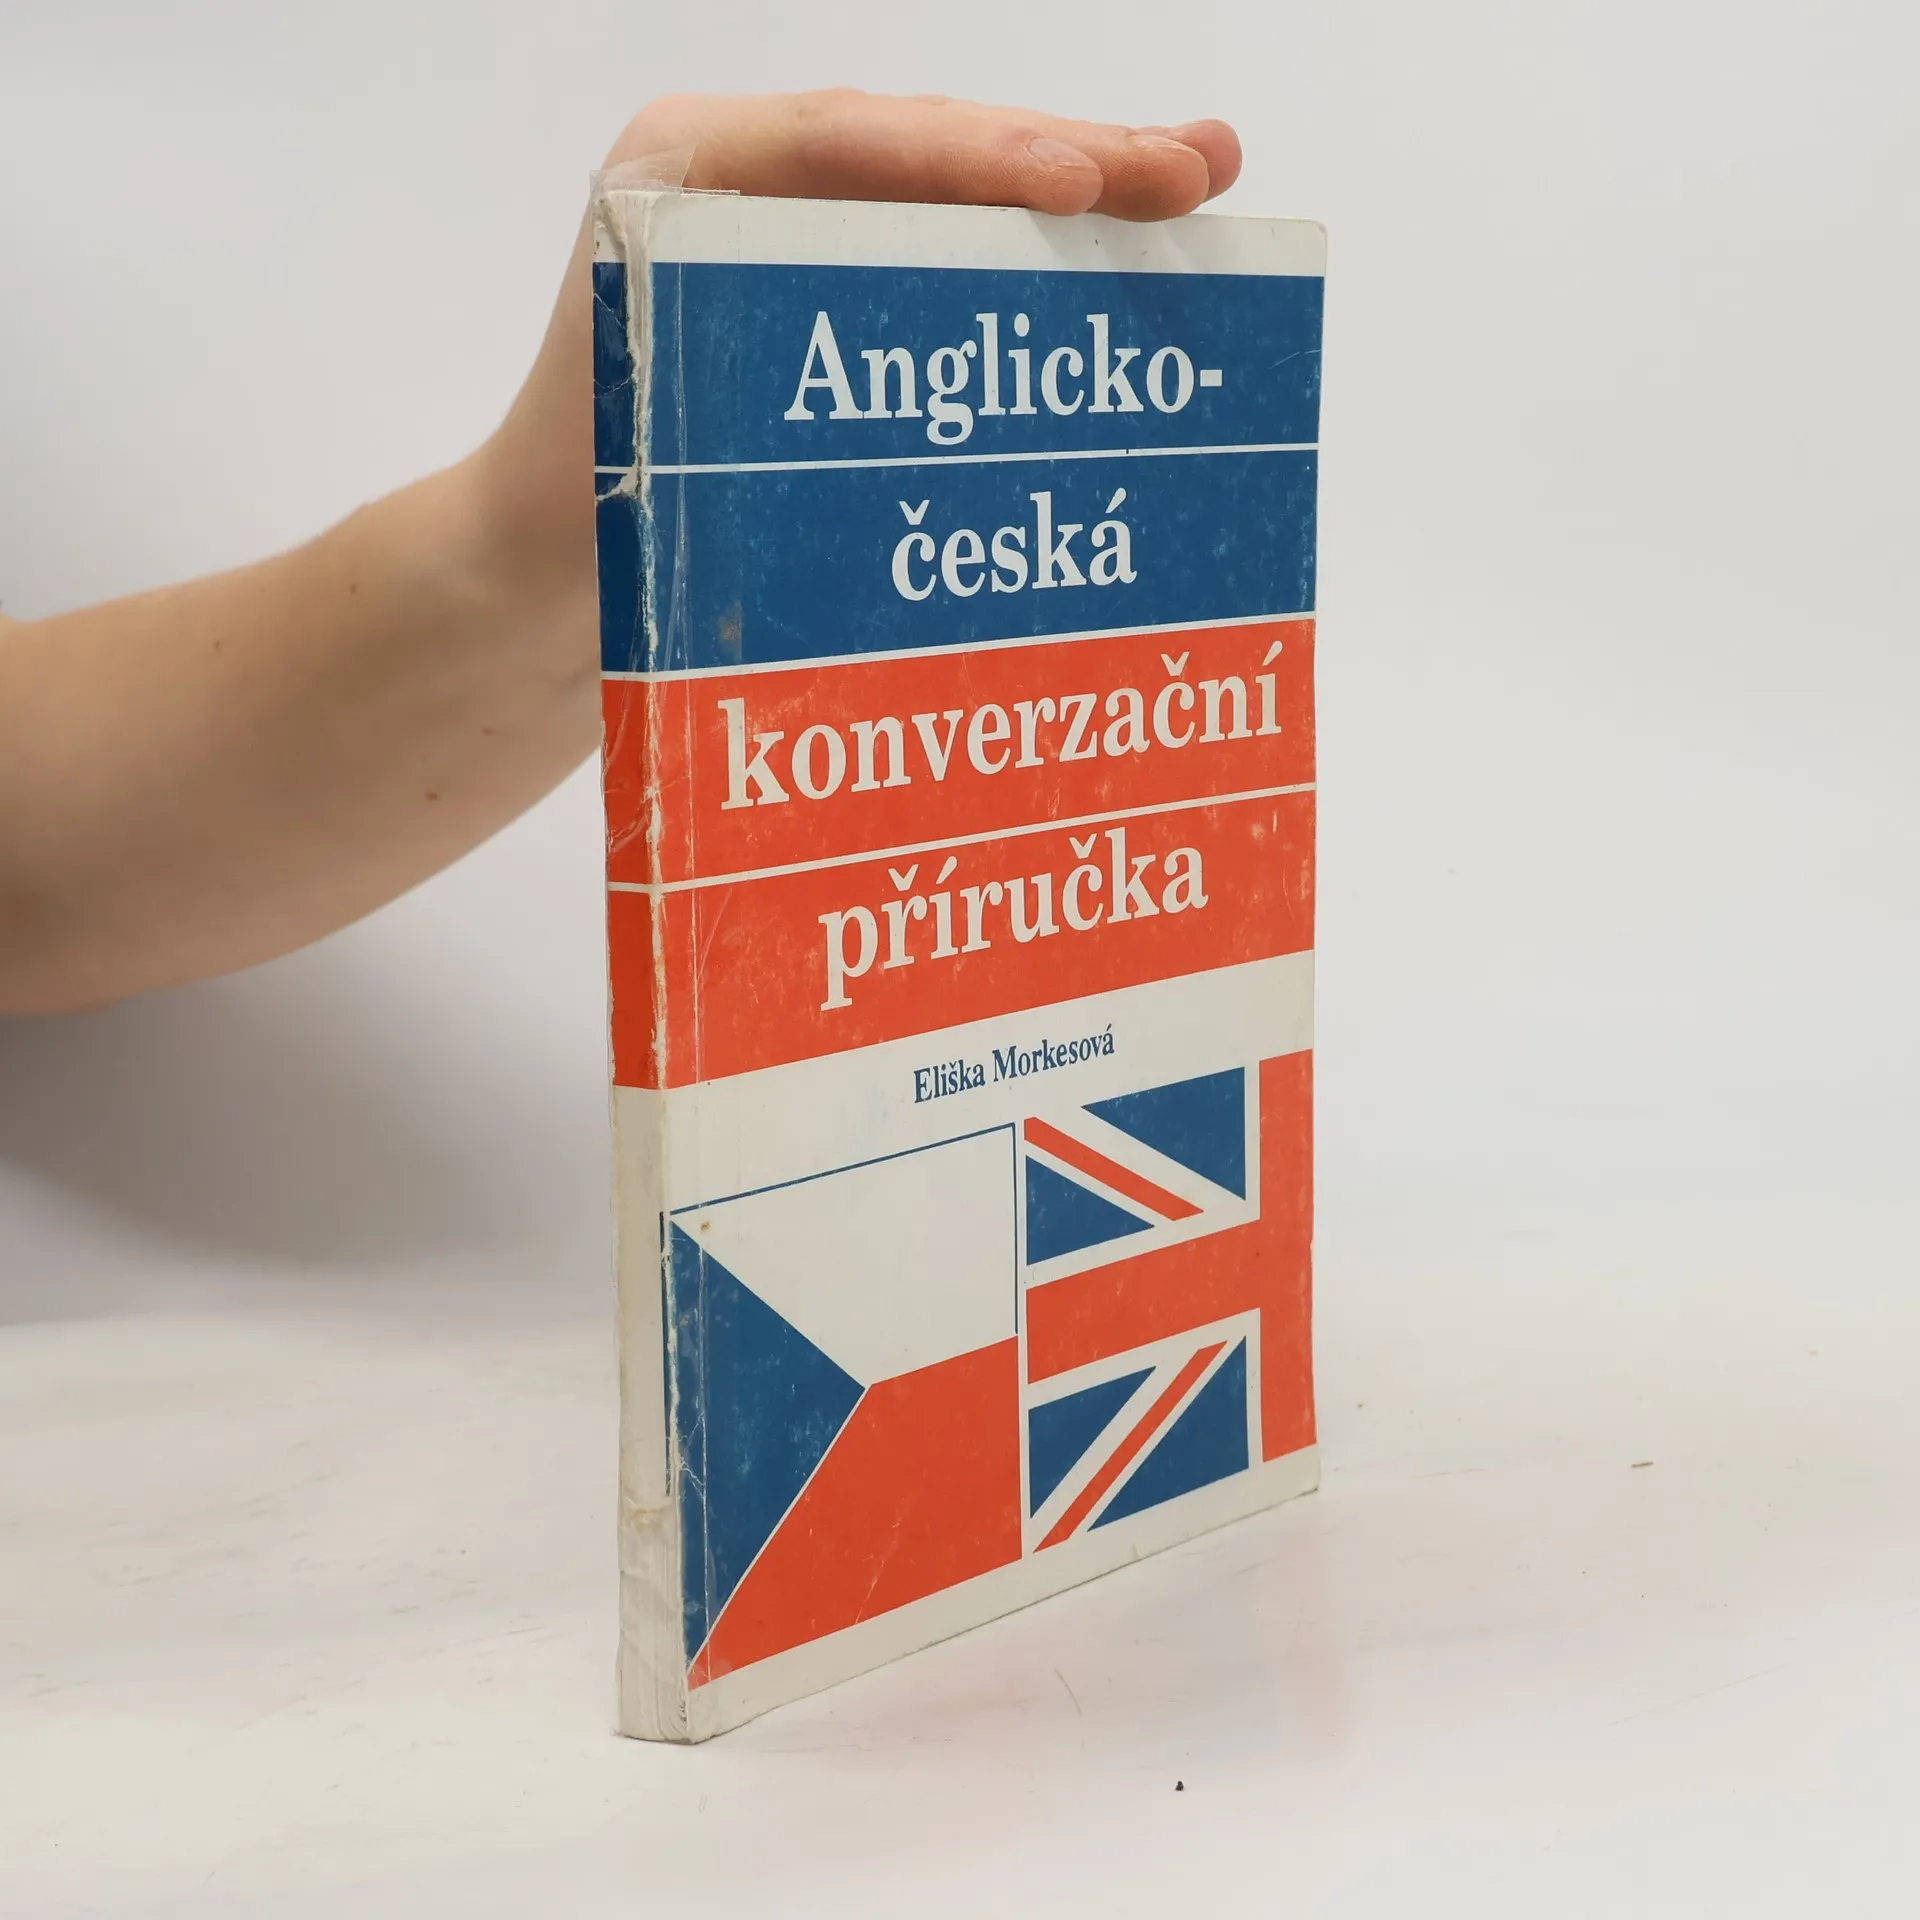 Anglicko-
česká
konverzační
příručka
Eliška Morkesová